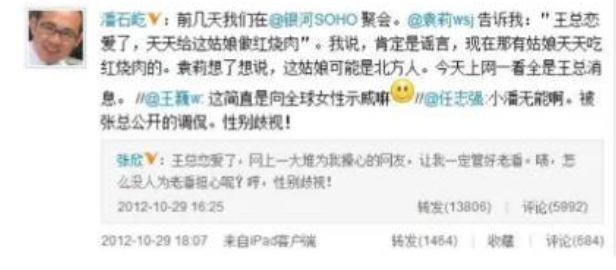 潘石屹V：前几天我们在@银河SOHO 聚会。@袁莉wsj 告诉我："王总恋
爱了，天天给这姑娘做红烧肉"。我说，肯定是谣言，现在那有姑娘天天吃
红烧肉的。袁莉想了想说，这姑娘可能是北方人。今天上网一看全是王总消
息。//@王巍w: 这简直是向全球女性示威嘛//@任志强:小潘无能啊。被
张总公开的调侃。性别歧视！
张欣V：王总恋爱了，网上一大堆为我操心的网友，让我一定管好老潘。嗐，怎
么没人为老潘担心呢？哼，性别歧视！
2012-10-29 16:25 转发(13806) | 评论(5992)
2012-10-29 18:07 来自iPad客户端 转发(1464) | 收藏 | 评论(684)